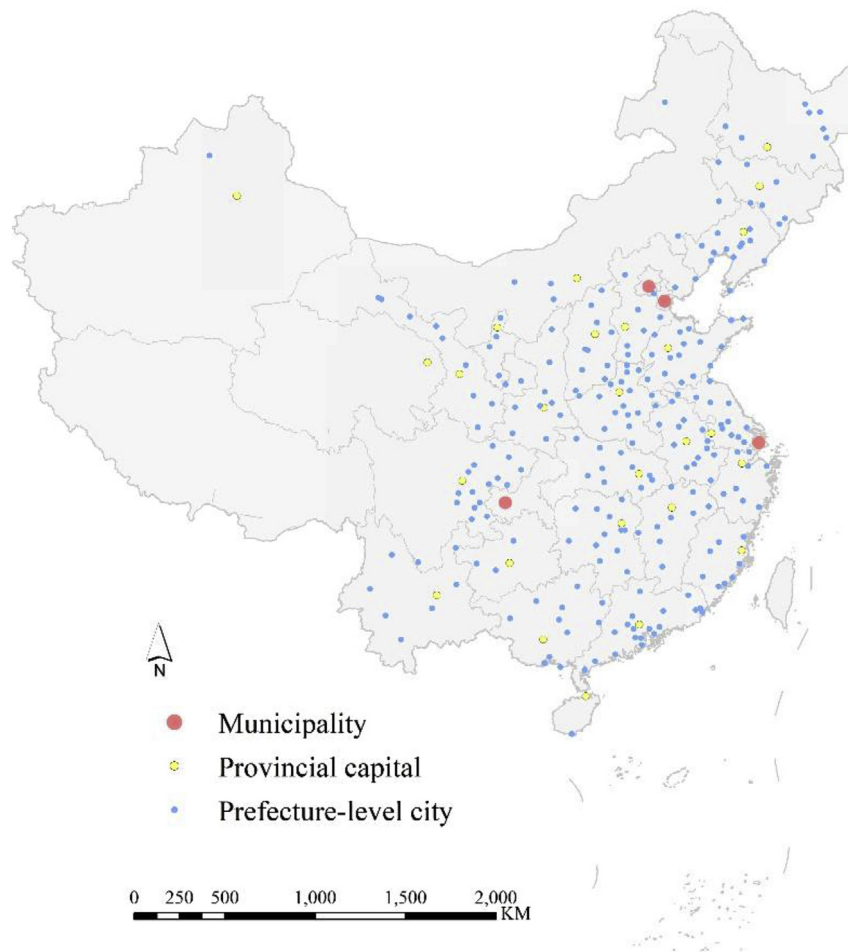 N
Municipality
Provincial capital
Prefecture-level city
0 250 500 1,000 1,500 2,000
KM